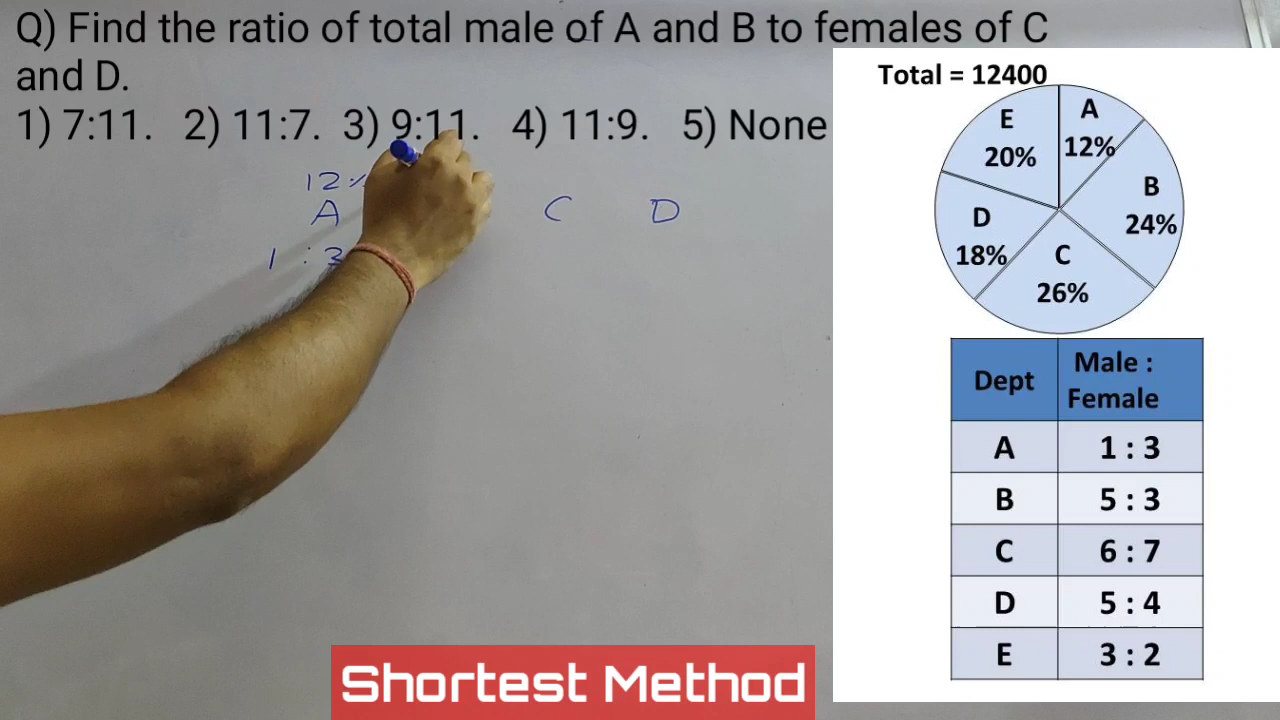 Q) Find the ratio of total male of A and B to females of C
and D.
1) 7:11. 2) 11:7. 3) 9:11. 4) 11:9. 5) None
12%
A C D
1 : 3
Total = 12400
E
20%
A
12%
B
24%
D
18%
C
26%
Dept Male : Female
A 1 : 3
B 5 : 3
C 6 : 7
D 5 : 4
E 3 : 2
Shortest Method